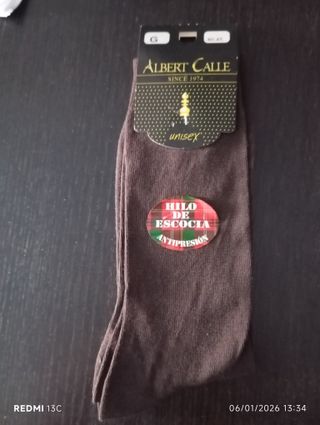 G
ALBERT CALLE
SINCE 1974
unisex
HILO
DE
ESCOCIA
ANTIPRESIÓN
REDMI 13C
06/01/2026 13:34